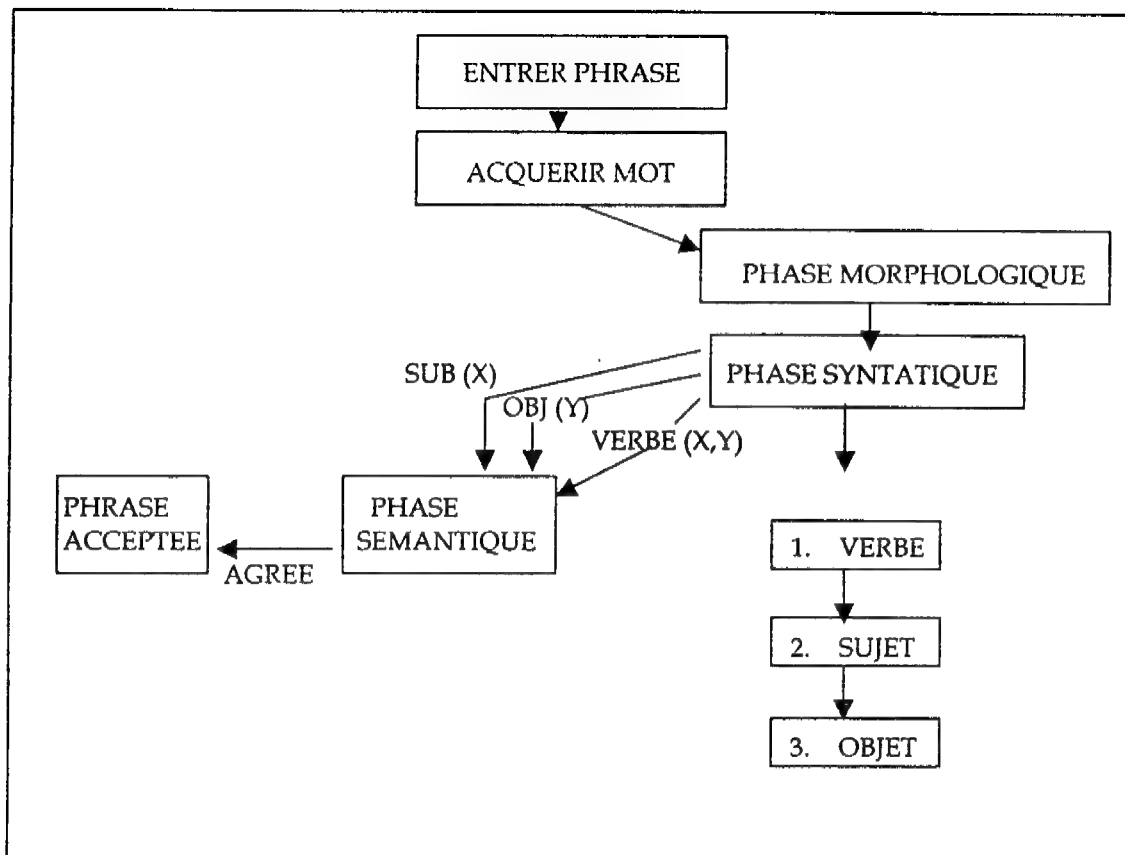 ENTRER PHRASE
ACQUERIR MOT
PHASE MORPHOLOGIQUE
PHASE SYNTATIQUE
SUB (X)
OBJ (Y)
VERBE (X,Y)
PHRASE
ACCEPTEE
PHASE
SEMANTIQUE
AGREE
1. VERBE
2. SUJET
3. OBJET